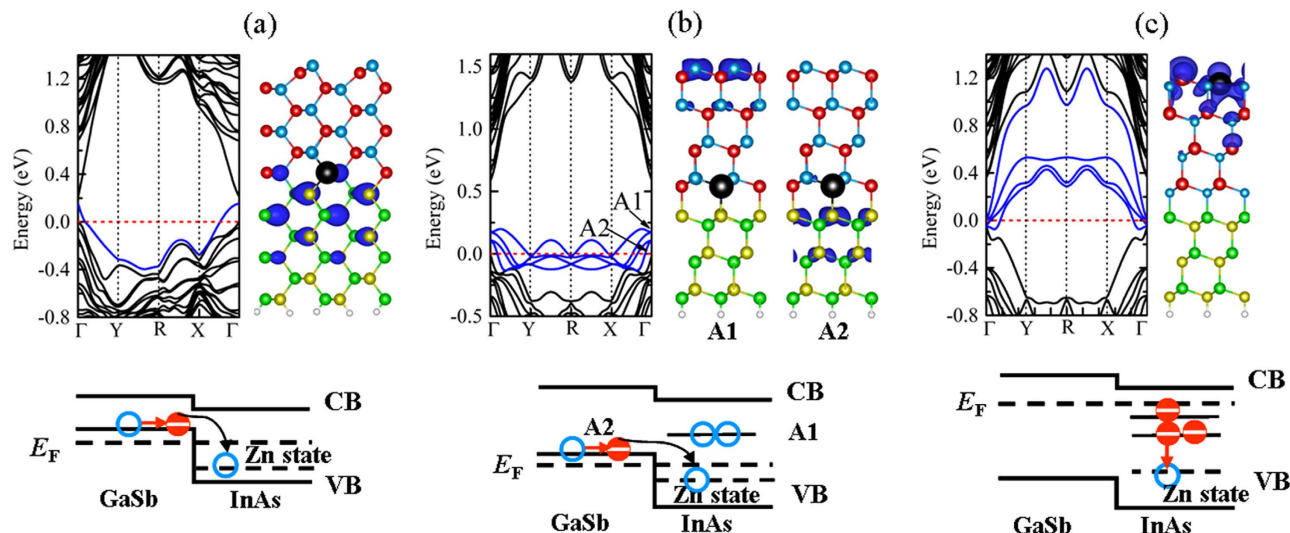 (a)
(b)
(c)
Energy (eV)
1.2
0.8
0.4
0.0
-0.4
-0.8
Γ Y R X Γ
Energy (eV)
1.5
1.0
0.5
0.0
-0.5
Γ Y R X Γ
A1
A2
A1 A2
Energy (eV)
1.2
0.8
0.4
0.0
-0.4
-0.8
Γ Y R X Γ
CB
EF
Zn state
VB
GaSb InAs
CB
A1
A2
EF
Zn state
VB
GaSb InAs
CB
EF
Zn state
VB
GaSb InAs